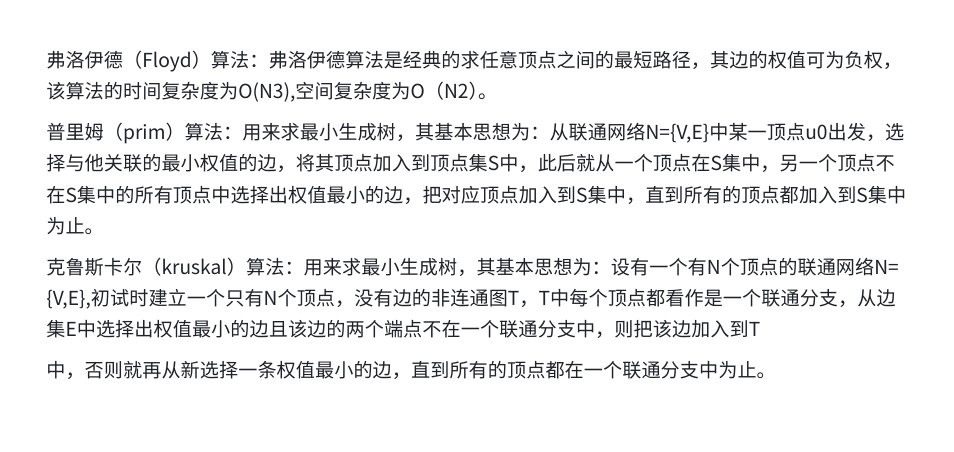 弗洛伊德（Floyd）算法：弗洛伊德算法是经典的求任意顶点之间的最短路径，其边的权值可为负权，
该算法的时间复杂度为O(N3),空间复杂度为O（N2）。
普里姆（prim）算法：用来求最小生成树，其基本思想为：从联通网络N={V,E}中某一顶点u0出发，选
择与他关联的最小权值的边，将其顶点加入到顶点集S中，此后就从一个顶点在S集中，另一个顶点不
在S集中的所有顶点中选择出权值最小的边，把对应顶点加入到S集中，直到所有的顶点都加入到S集中
为止。
克鲁斯卡尔（kruskal）算法：用来求最小生成树，其基本思想为：设有一个有N个顶点的联通网络N=
{V,E},初试时建立一个只有N个顶点，没有边的非连通图T，T中每个顶点都看作是一个联通分支，从边
集E中选择出权值最小的边且该边的两个端点不在一个联通分支中，则把该边加入到T
中，否则就再从新选择一条权值最小的边，直到所有的顶点都在一个联通分支中为止。